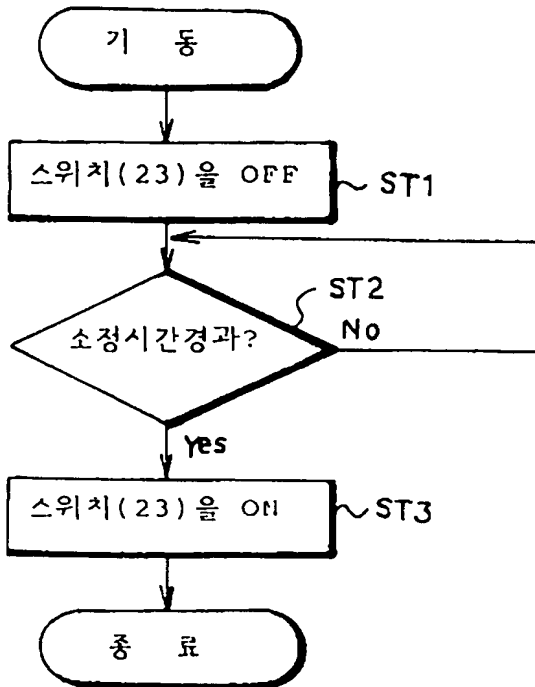 기 동
스위치(23)을 OFF
ST1
ST2
소정시간경과?
No
Yes
스위치(23)을 ON
ST3
종 료